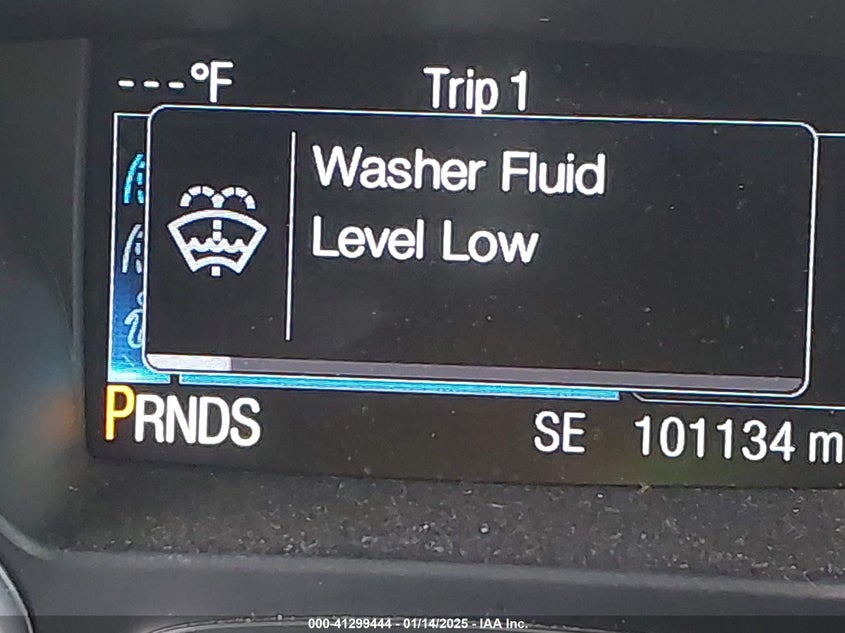 ---°F
Trip 1
Washer Fluid
Level Low
PRNDS
SE
101134 m
000-41299444 - 01/14/2025 - IAA Inc.